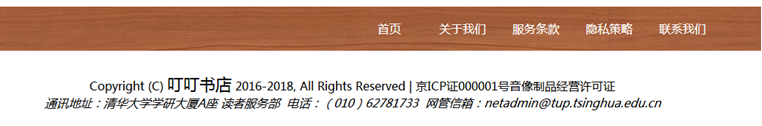 首页 关于我们 服务条款 隐私策略 联系我们
Copyright (C) 叮叮书店 2016-2018, All Rights Reserved | 京ICP证000001号音像制品经营许可证
通讯地址：清华大学学研大厦A座 读者服务部 电话：（010）62781733 网管信箱：netadmin@tup.tsinghua.edu.cn